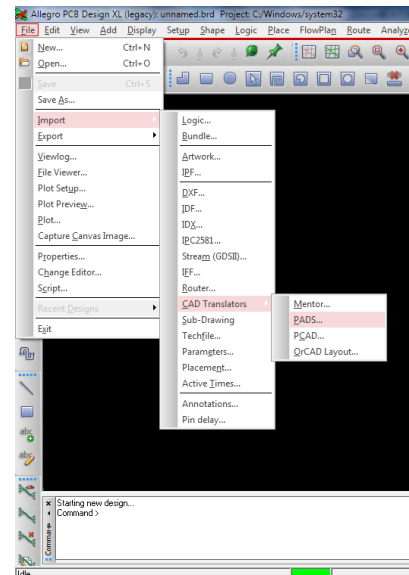 Allegro PCB Design XL (legacy): unnamed.brd Project: C:/Windows/system32
File Edit View Add Display Setup Shape Logic Place FlowPlan Route Analyze
New... Ctrl+N
Open... Ctrl+O
Save Ctrl+S
Save As...
Import
Export
Viewlog...
File Viewer...
Plot Setup...
Plot Preview...
Plot...
Capture Canvas Image...
Properties...
Change Editor...
Script...
Recent Designs
Exit
Logic...
Bundle...
Artwork...
IPF...
DXF...
IDF...
IDX...
IPC2581...
Stream (GDSII)...
IFF...
Router...
CAD Translators
Sub-Drawing
Techfile...
Parameters...
Placement...
Active Times...
Annotations...
Pin delay...
Mentor...
PADS...
PCAD...
OrCAD Layout...
abc
abc
Starting new design...
Command >
Command
Idle